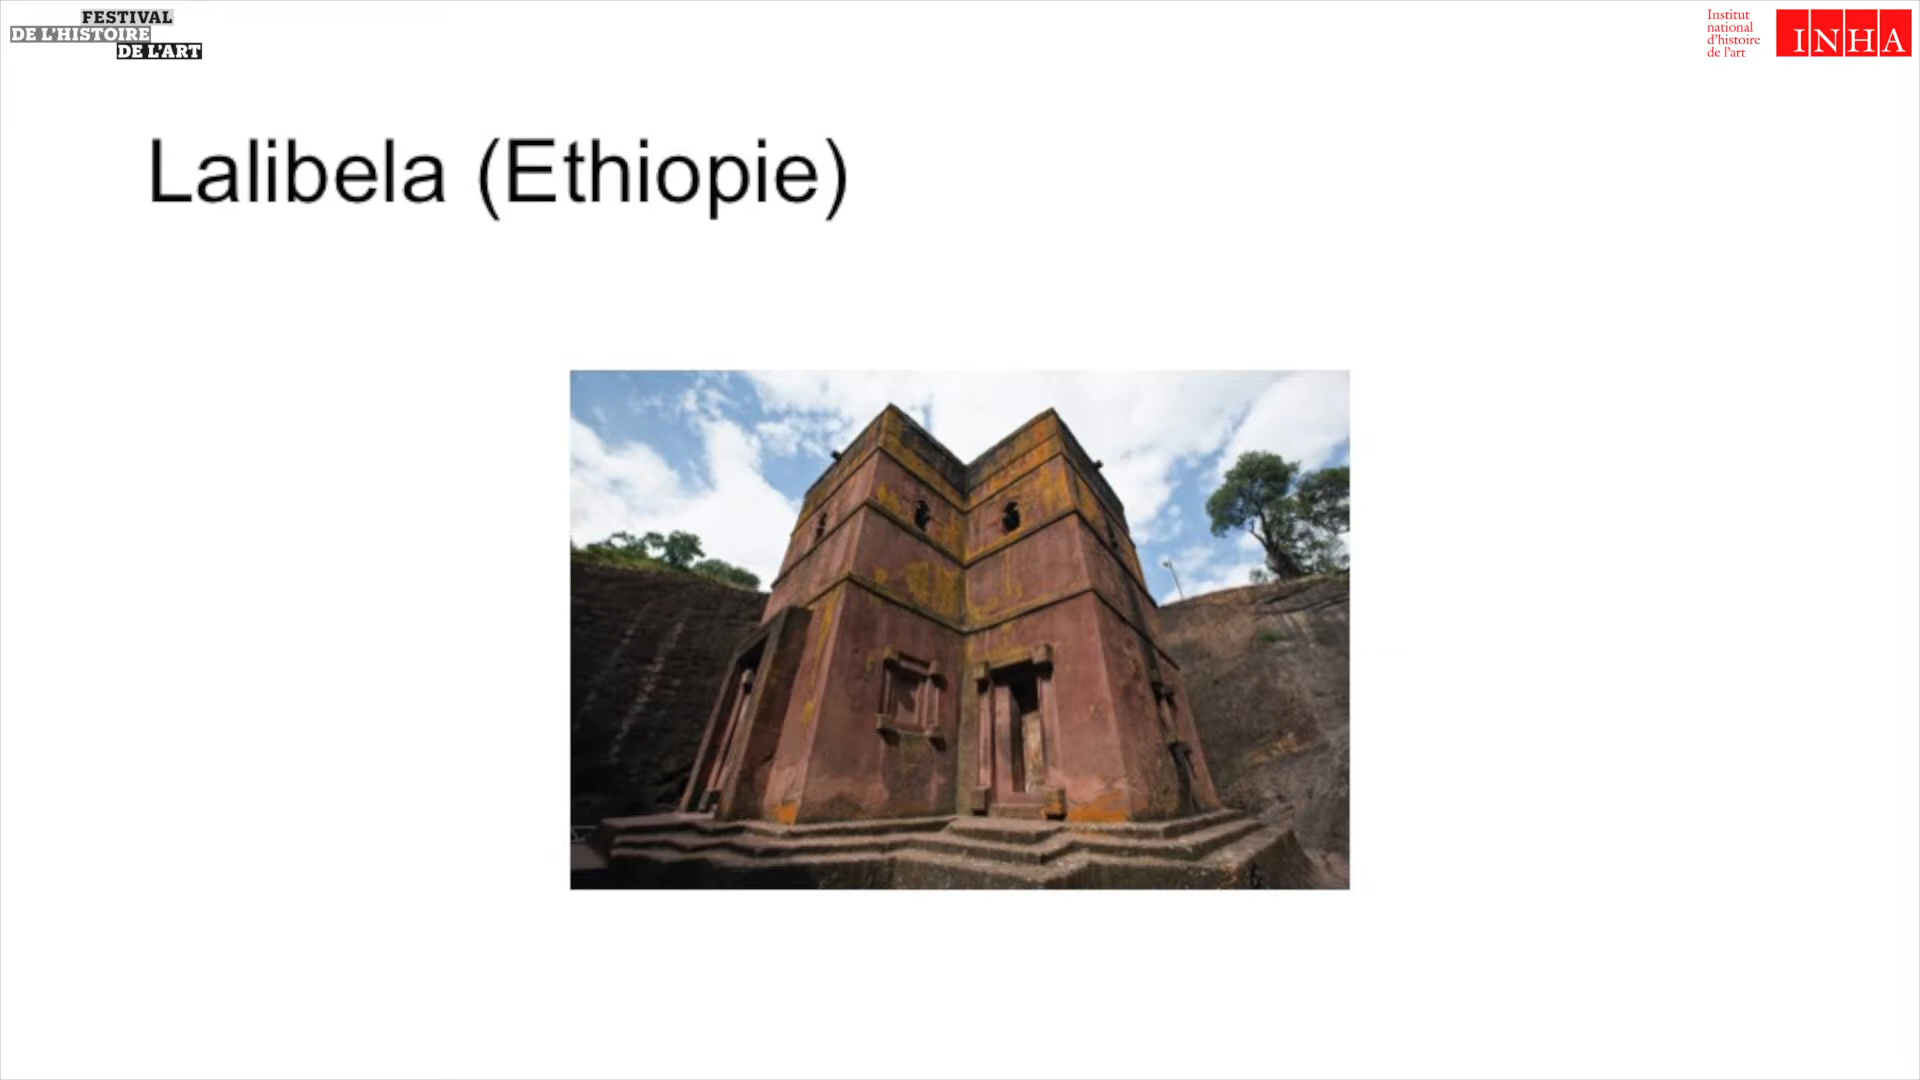 FESTIVAL
DE L'HISTOIRE
DE L'ART
Institut
national
d'histoire
de l'art
INHA
Lalibela (Ethiopie)